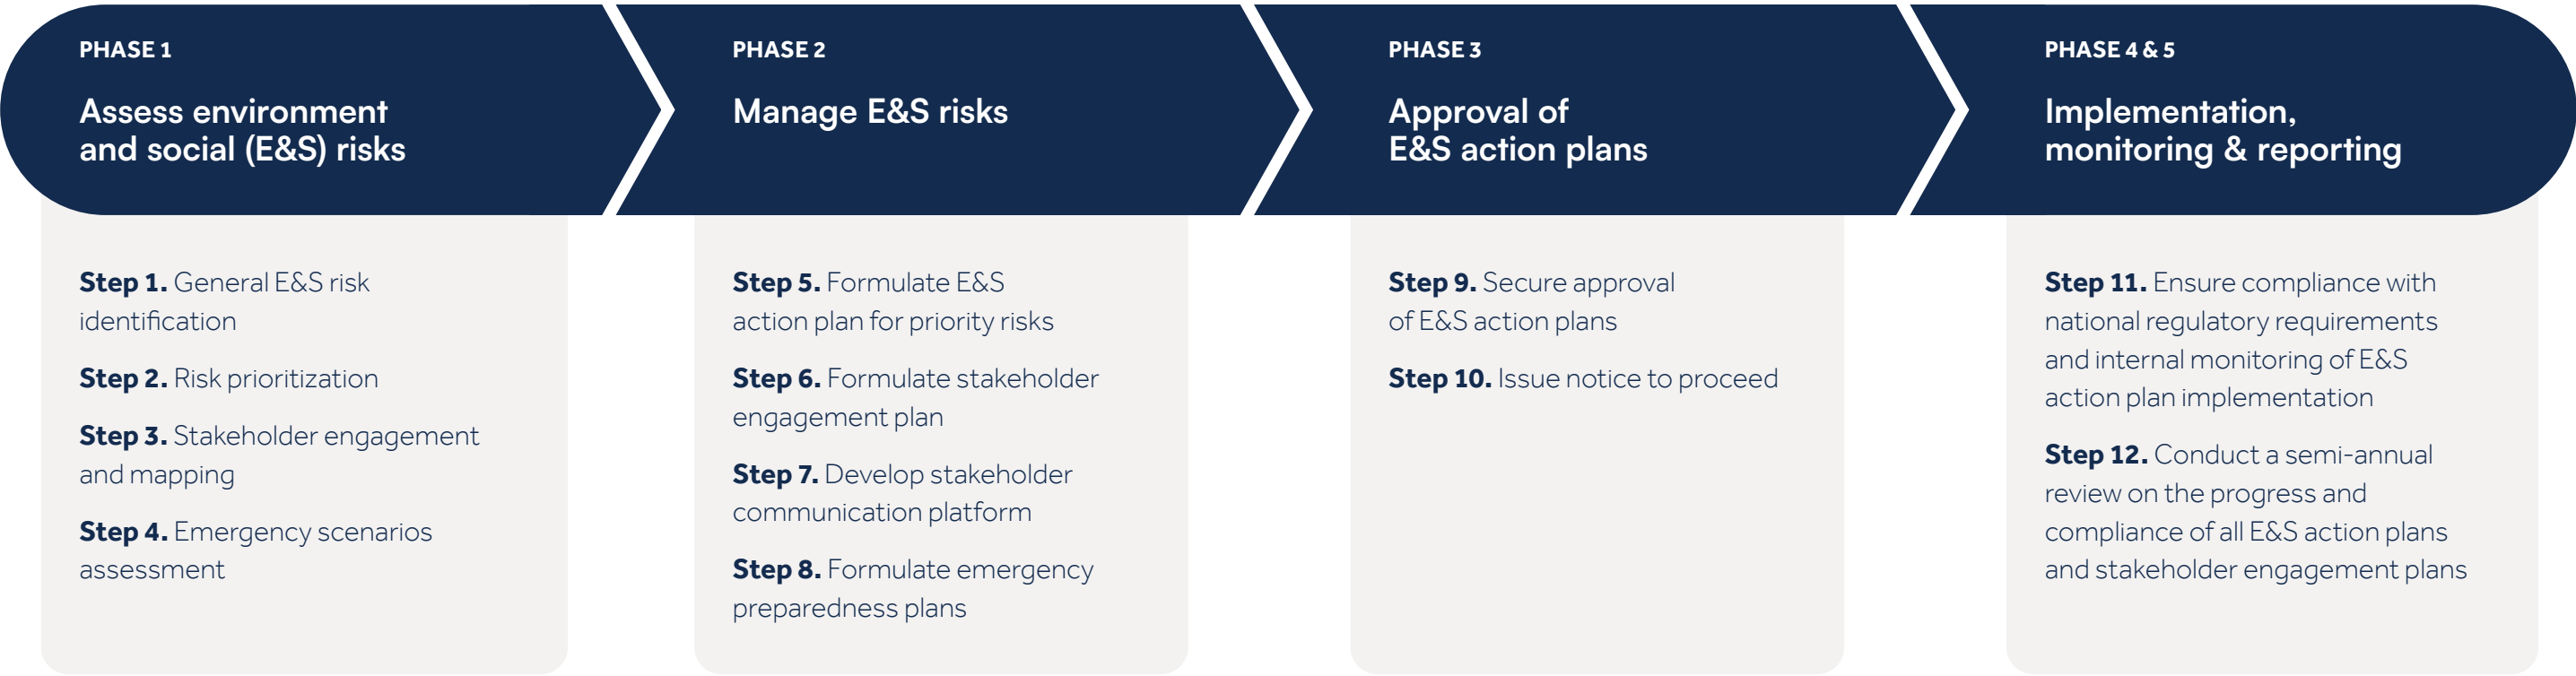 PHASE 1
Assess environment
and social (E&S) risks
Step 1. General E&S risk
identification
Step 2. Risk prioritization
Step 3. Stakeholder engagement
and mapping
Step 4. Emergency scenarios
assessment
PHASE 2
Manage E&S risks
Step 5. Formulate E&S
action plan for priority risks
Step 6. Formulate stakeholder
engagement plan
Step 7. Develop stakeholder
communication platform
Step 8. Formulate emergency
preparedness plans
PHASE 3
Approval of
E&S action plans
Step 9. Secure approval
of E&S action plans
Step 10. Issue notice to proceed
PHASE 4 & 5
Implementation,
monitoring & reporting
Step 11. Ensure compliance with
national regulatory requirements
and internal monitoring of E&S
action plan implementation
Step 12. Conduct a semi-annual
review on the progress and
compliance of all E&S action plans
and stakeholder engagement plans